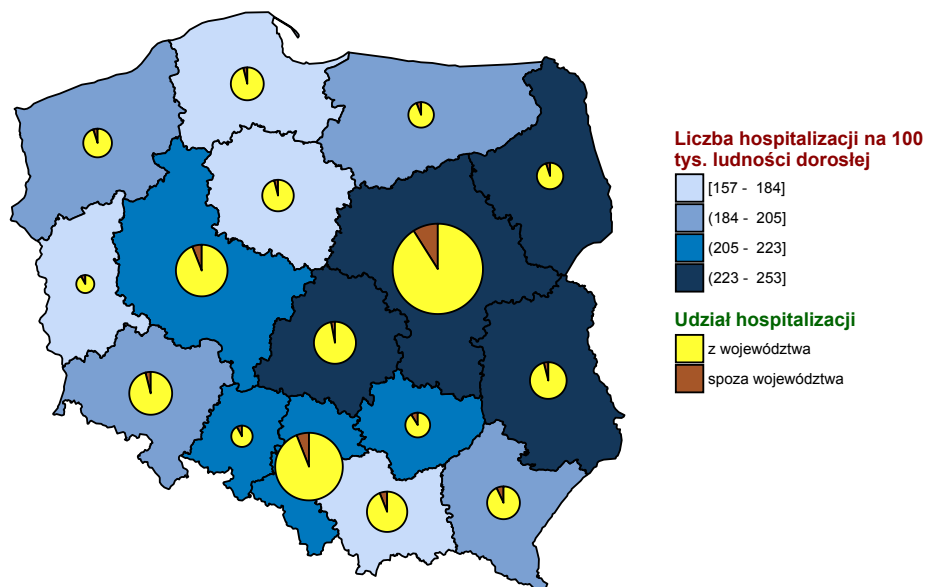 Liczba hospitalizacji na 100
tys. ludności dorosłej
[157 - 184]
(184 - 205]
(205 - 223]
(223 - 253]
Udział hospitalizacji
z województwa
spoza województwa